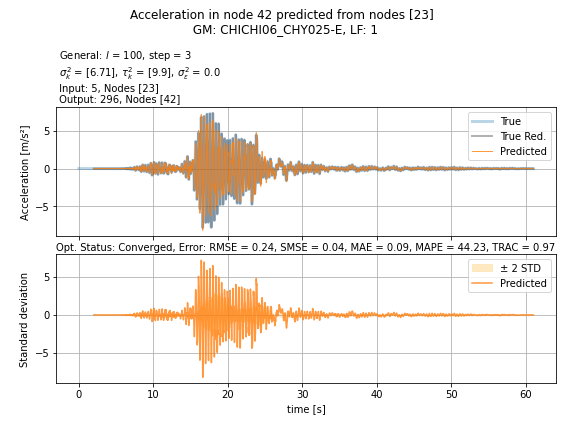 Acceleration in node 42 predicted from nodes [23]
GM: CHICHI06_CHY025-E, LF: 1
General: l = 100, step = 3
σ²ₖ = [6.71], τ²ₖ = [9.9], σ²ε = 0.0
Input: 5, Nodes [23]
Output: 296, Nodes [42]
Acceleration [m/s²]
5
0
−5
True
True Red.
Predicted
Opt. Status: Converged, Error: RMSE = 0.24, SMSE = 0.04, MAE = 0.09, MAPE = 44.23, TRAC = 0.97
Standard deviation
5
0
−5
± 2 STD
Predicted
0 10 20 30 40 50 60
time [s]